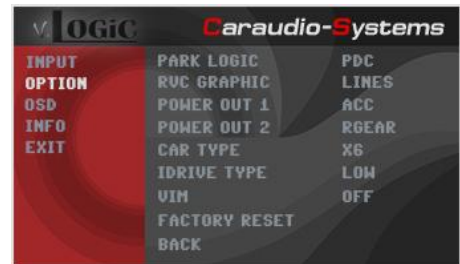 v.LOGiC Caraudio-Systems
INPUT PARK LOGIC PDC
OPTION RVC GRAPHIC LINES
OSD POWER OUT 1 ACC
INFO POWER OUT 2 RGEAR
EXIT CAR TYPE X6
IDRIVE TYPE LOW
VIM OFF
FACTORY RESET
BACK